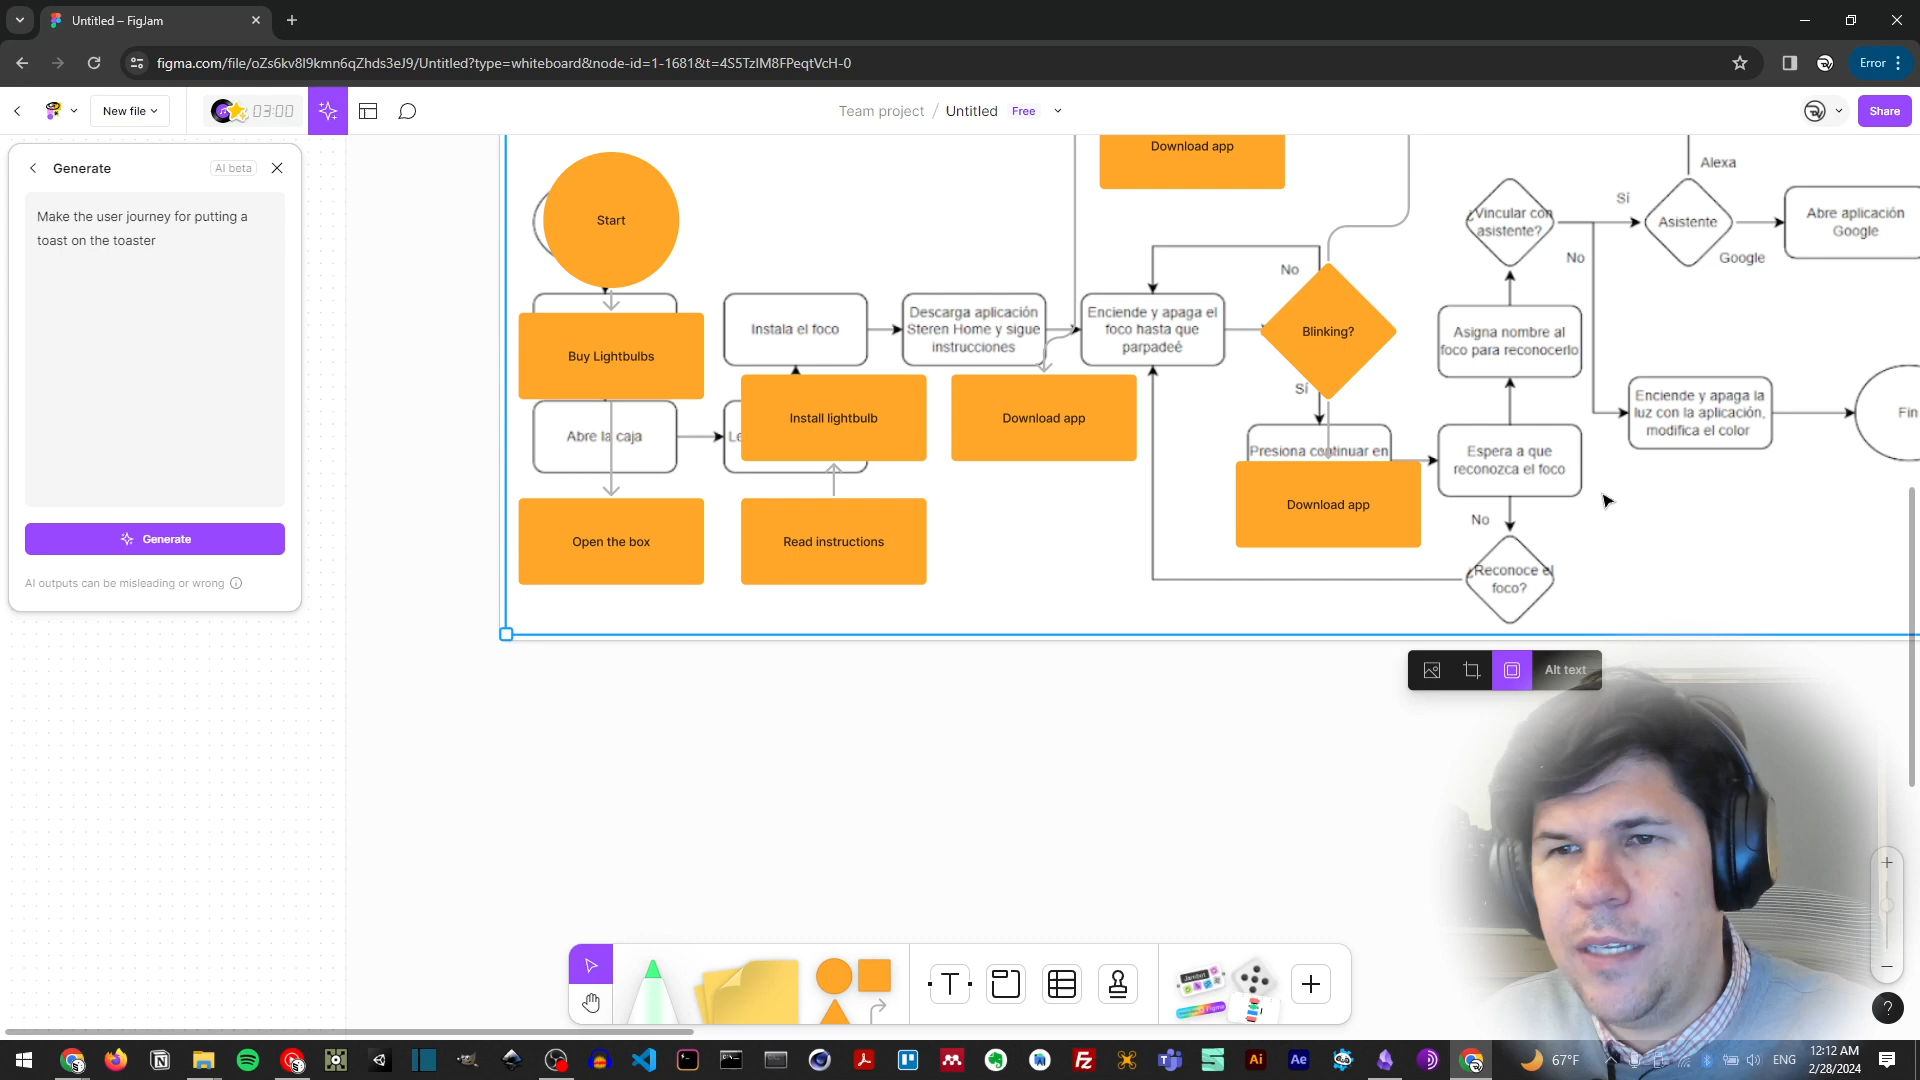 Untitled – FigJam
figma.com/file/oZs6kv8l9kmn6qZhds3eJ9/Untitled?type=whiteboard&node-id=1-1681&t=4S5TzIM8FPeqtVcH-0
Error
New file
03:00
Team project / Untitled
Free
Share
Generate
AI beta
Make the user journey for putting a
toast on the toaster
Generate
AI outputs can be misleading or wrong
Start
Buy Lightbulbs
Abre la caja
Open the box
Instala el foco
Install lightbulb
Read instructions
Descarga aplicación
Steren Home y sigue
instrucciones
Download app
Download app
Enciende y apaga el
foco hasta que
parpadeé
No
Blinking?
Sí
Presiona continuar en
Download app
Alexa
¿Vincular con
asistente?
Sí
No
Asistente
Google
Abre aplicación
Google
Asigna nombre al
foco para reconocerlo
Espera a que
reconozca el foco
No
¿Reconoce el
foco?
Enciende y apaga la
luz con la aplicación,
modifica el color
Fin
Alt text
T
Jambot
67°F
ENG
12:12 AM
2/28/2024